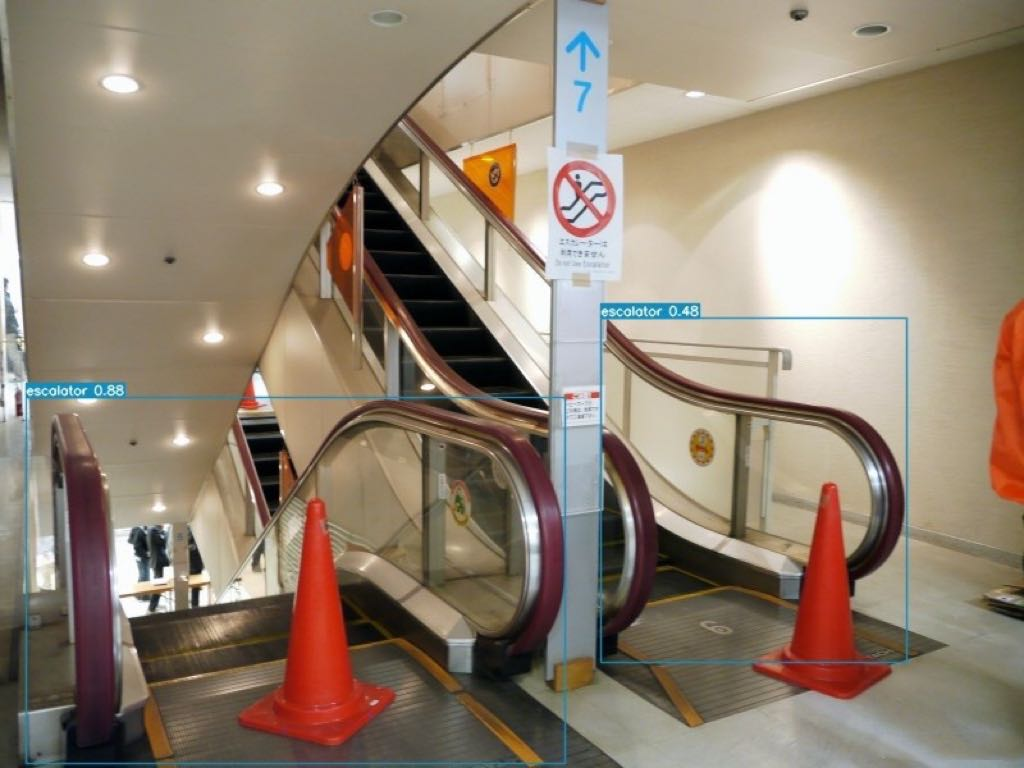 ↑
7
エスカレーターは
利用できません
Do not Use Escalator
escalator 0.48
escalator 0.88
6